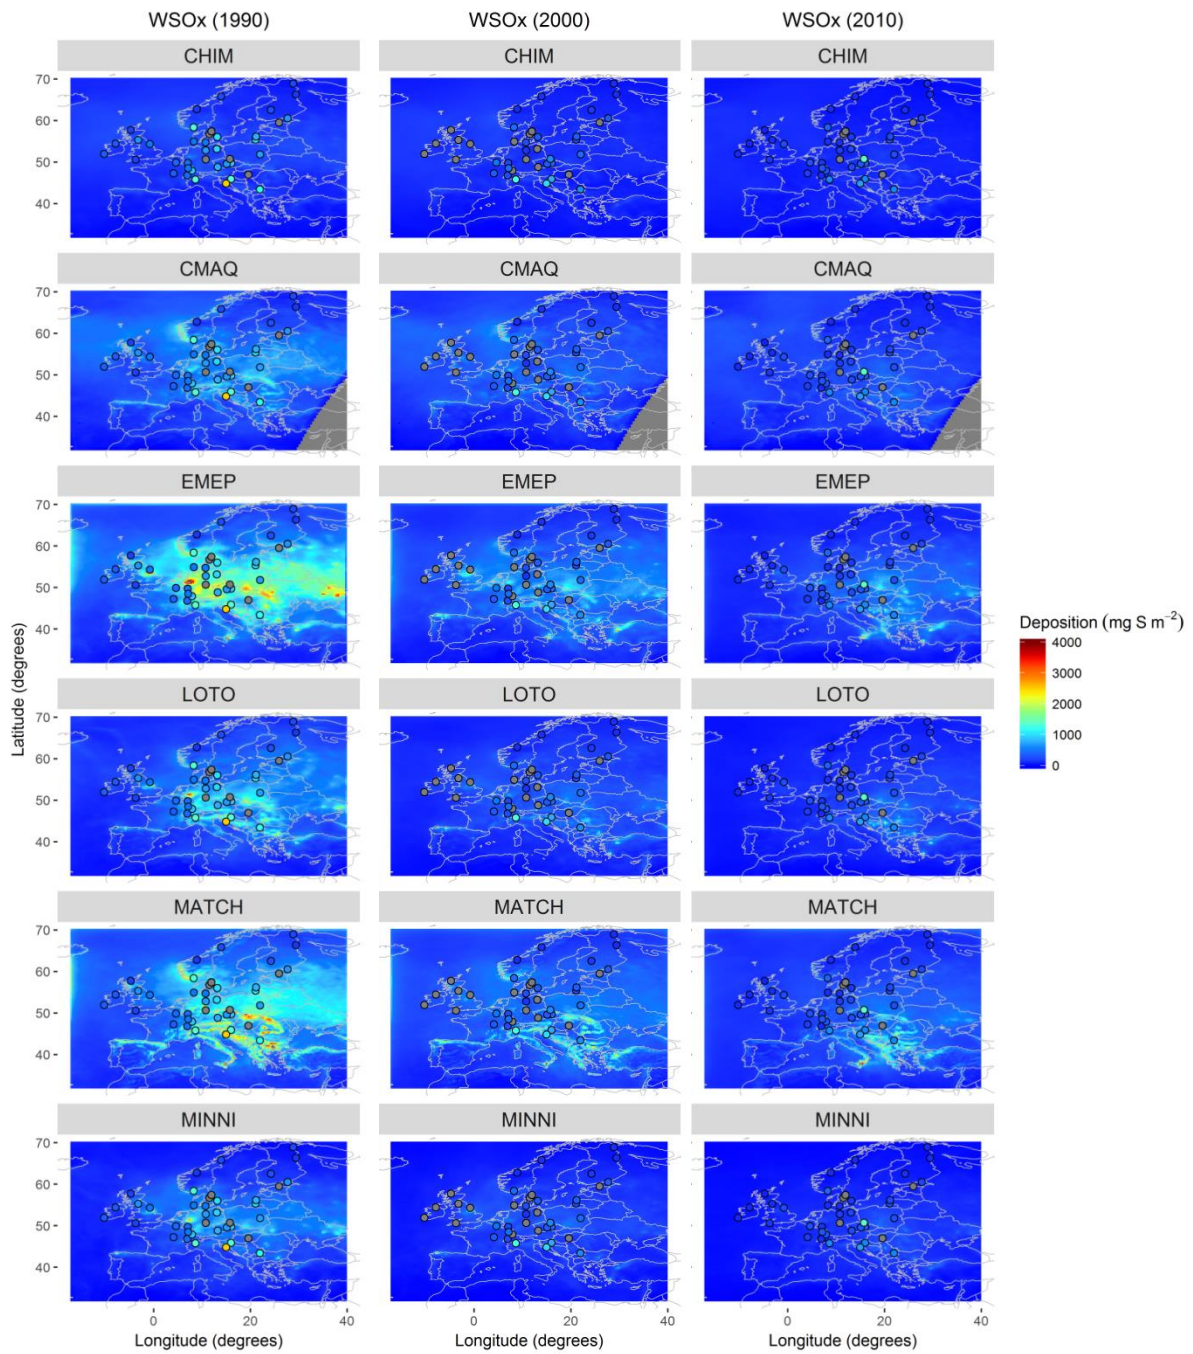 WSOx (1990) WSOx (2000) WSOx (2010)
CHIM CHIM CHIM
70
60
50
40
CMAQ CMAQ CMAQ
70
60
50
40
EMEP EMEP EMEP
70
60
50
40
Latitude (degrees)
Deposition (mg S m⁻²)
4000
3000
2000
1000
0
LOTO LOTO LOTO
70
60
50
40
MATCH MATCH MATCH
70
60
50
40
MINNI MINNI MINNI
70
60
50
40
0 20 40 0 20 40 0 20 40
Longitude (degrees) Longitude (degrees) Longitude (degrees)